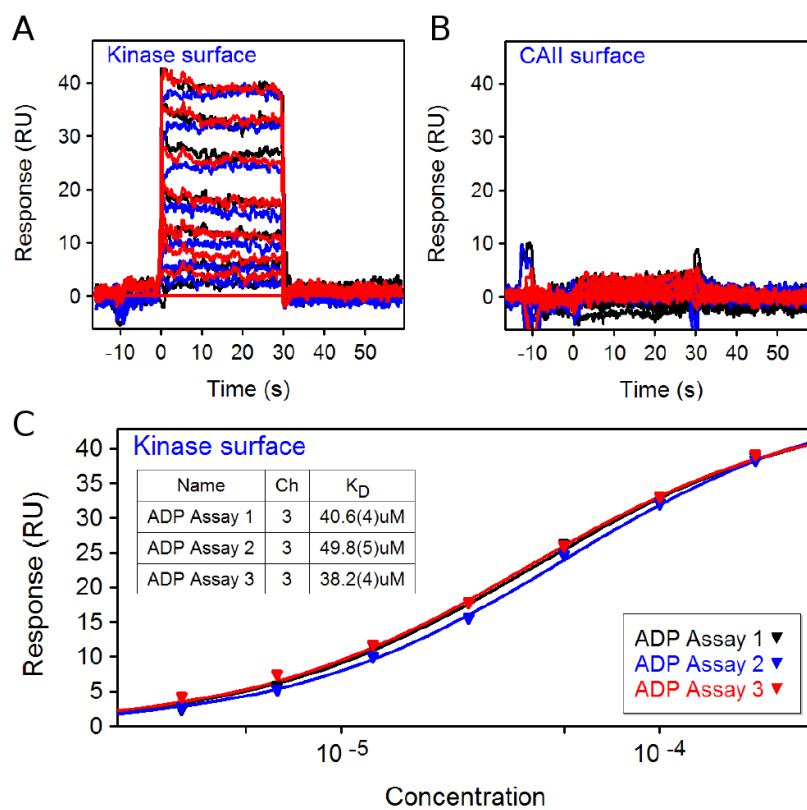 A
Kinase surface
Response (RU)
40
30
20
10
0
-10 0 10 20 30 40 50
Time (s)
B
CAII surface
Response (RU)
40
30
20
10
0
-10 0 10 20 30 40 50
Time (s)
C
Kinase surface
Response (RU)
40
35
30
25
20
15
10
5
0
Name Ch K_D
ADP Assay 1 3 40.6(4)uM
ADP Assay 2 3 49.8(5)uM
ADP Assay 3 3 38.2(4)uM
ADP Assay 1
ADP Assay 2
ADP Assay 3
10^-5 10^-4
Concentration